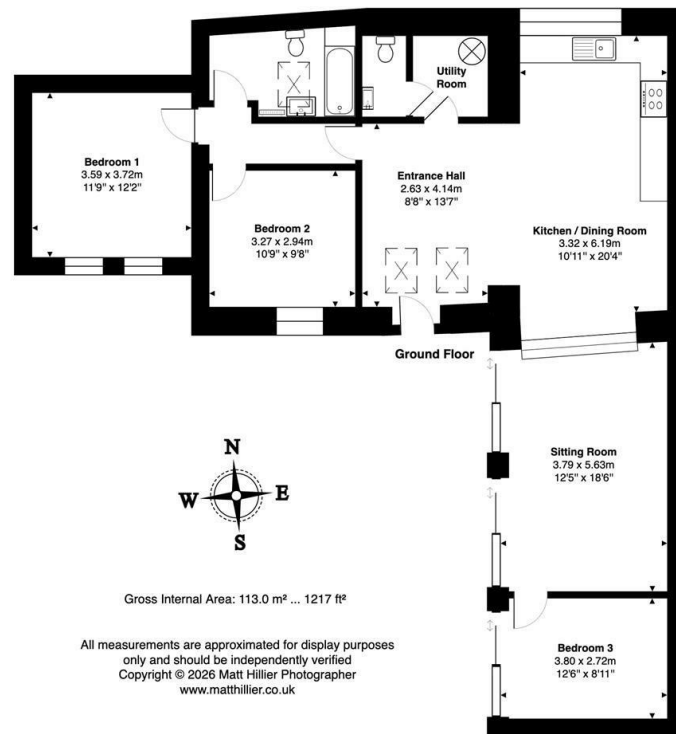 Utility
Room
Bedroom 1
3.59 x 3.72m
11'9" x 12'2"
Entrance Hall
2.63 x 4.14m
8'8" x 13'7"
Bedroom 2
3.27 x 2.94m
10'9" x 9'8"
Kitchen / Dining Room
3.32 x 6.19m
10'11" x 20'4"
Ground Floor
Sitting Room
3.79 x 5.63m
12'5" x 18'6"
N
W
E
S
Gross Internal Area: 113.0 m² ... 1217 ft²
All measurements are approximated for display purposes
only and should be independently verified
Copyright © 2026 Matt Hillier Photographer
www.matthillier.co.uk
Bedroom 3
3.80 x 2.72m
12'6" x 8'11"